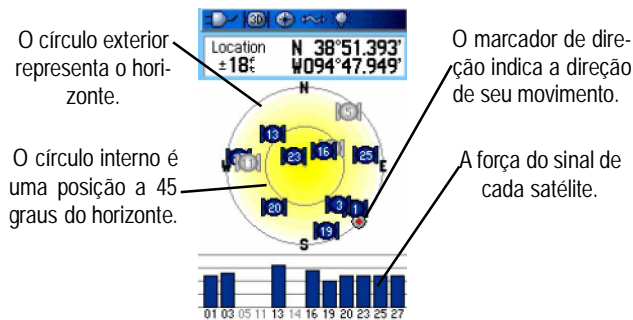 O círculo exterior
representa o hori-
zonte.
O círculo interno é
uma posição a 45
graus do horizonte.
3D
Location
±18ft
N 38°51.393'
W094°47.949'
N
5
13
16
23
25
W
E
20
3
1
19
S
01 03 05 11 13 14 16 19 20 23 25 27
O marcador de dire-
ção indica a direção
de seu movimento.
A força do sinal de
cada satélite.